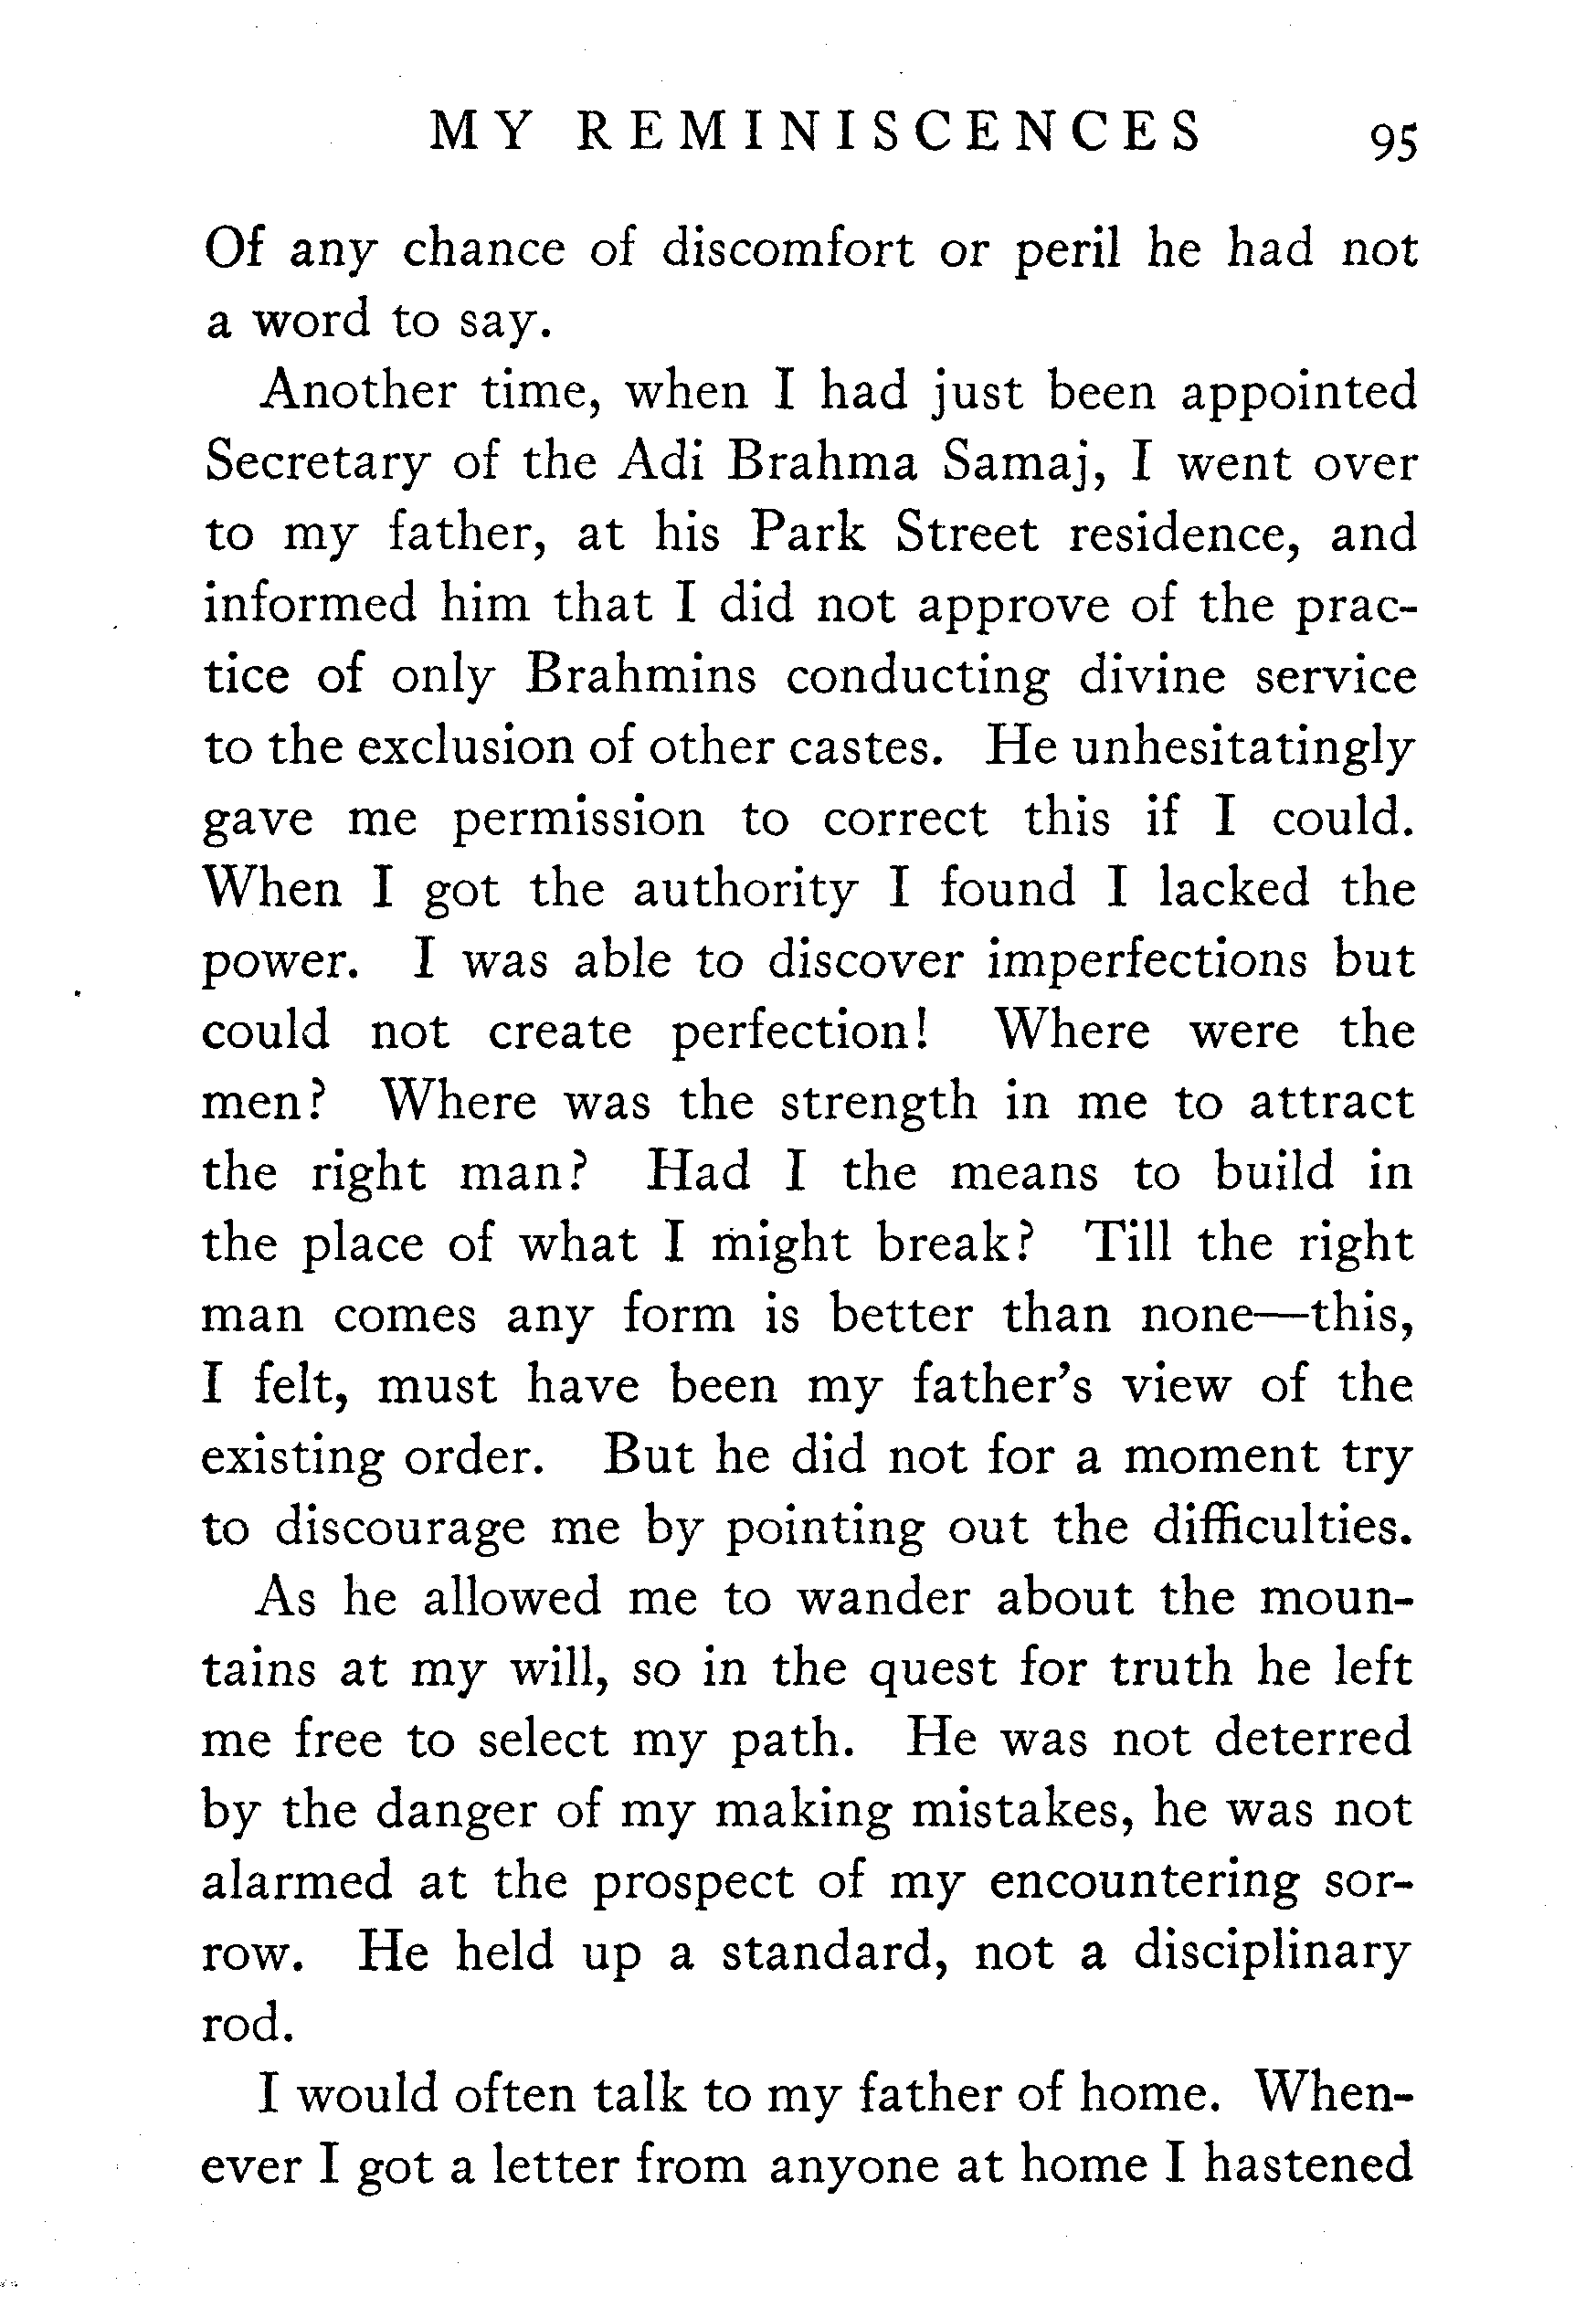 MY REMINISCENCES 95
Of any chance of discomfort or peril he had not
a word to say.
Another time, when I had just been appointed
Secretary of the Adi Brahma Samaj, I went over
to my father, at his Park Street residence, and
informed him that I did not approve of the prac-
tice of only Brahmins conducting divine service
to the exclusion of other castes. He unhesitatingly
gave me permission to correct this if I could.
When I got the authority I found I lacked the
power. I was able to discover imperfections but
could not create perfection! Where were the
men? Where was the strength in me to attract
the right man? Had I the means to build in
the place of what I might break? Till the right
man comes any form is better than none—this,
I felt, must have been my father's view of the
existing order. But he did not for a moment try
to discourage me by pointing out the difficulties.
As he allowed me to wander about the moun-
tains at my will, so in the quest for truth he left
me free to select my path. He was not deterred
by the danger of my making mistakes, he was not
alarmed at the prospect of my encountering sor-
row. He held up a standard, not a disciplinary
rod.
I would often talk to my father of home. When-
ever I got a letter from anyone at home I hastened